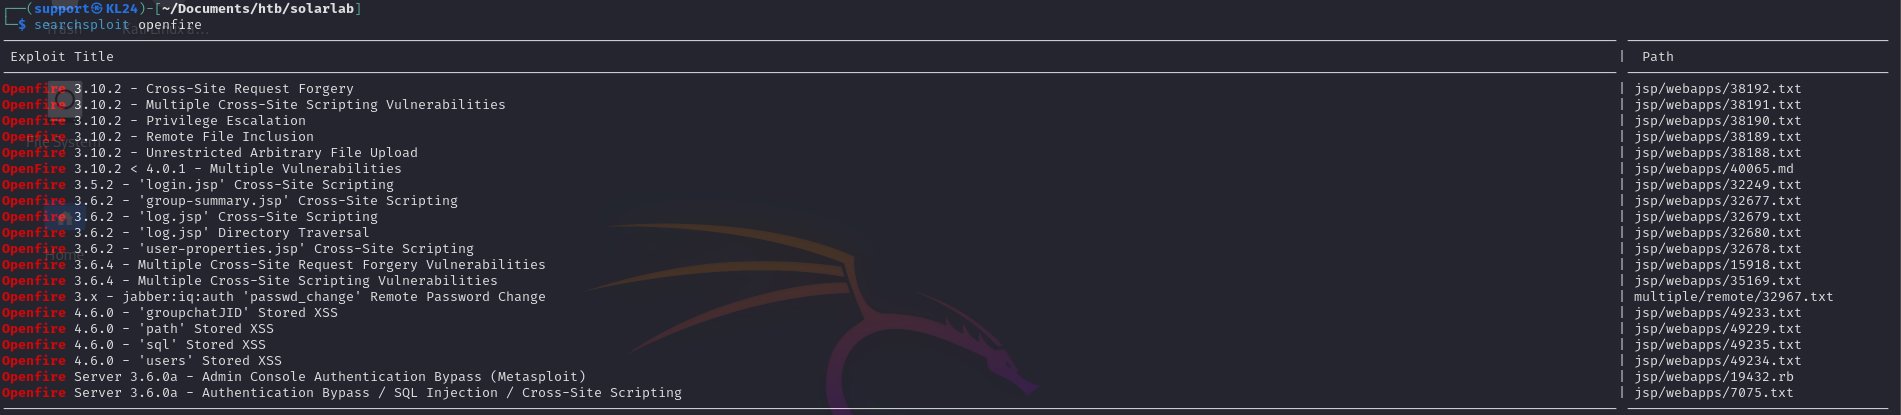 (support㉿KL24)-[~/Documents/htb/solarlab]
$ searchsploit openfire
Exploit Title | Path
Openfire 3.10.2 - Cross-Site Request Forgery | jsp/webapps/38192.txt
Openfire 3.10.2 - Multiple Cross-Site Scripting Vulnerabilities | jsp/webapps/38191.txt
Openfire 3.10.2 - Privilege Escalation | jsp/webapps/38190.txt
Openfire 3.10.2 - Remote File Inclusion | jsp/webapps/38189.txt
Openfire 3.10.2 - Unrestricted Arbitrary File Upload | jsp/webapps/38188.txt
OpenFire 3.10.2 < 4.0.1 - Multiple Vulnerabilities | jsp/webapps/40065.md
Openfire 3.5.2 - 'login.jsp' Cross-Site Scripting | jsp/webapps/32249.txt
Openfire 3.6.2 - 'group-summary.jsp' Cross-Site Scripting | jsp/webapps/32677.txt
Openfire 3.6.2 - 'log.jsp' Cross-Site Scripting | jsp/webapps/32679.txt
Openfire 3.6.2 - 'log.jsp' Directory Traversal | jsp/webapps/32680.txt
Openfire 3.6.2 - 'user-properties.jsp' Cross-Site Scripting | jsp/webapps/32678.txt
Openfire 3.6.4 - Multiple Cross-Site Request Forgery Vulnerabilities | jsp/webapps/15918.txt
Openfire 3.6.4 - Multiple Cross-Site Scripting Vulnerabilities | jsp/webapps/35169.txt
Openfire 3.x - jabber:iq:auth 'passwd_change' Remote Password Change | multiple/remote/32967.txt
Openfire 4.6.0 - 'groupchatJID' Stored XSS | jsp/webapps/49233.txt
Openfire 4.6.0 - 'path' Stored XSS | jsp/webapps/49229.txt
Openfire 4.6.0 - 'sql' Stored XSS | jsp/webapps/49235.txt
Openfire 4.6.0 - 'users' Stored XSS | jsp/webapps/49234.txt
Openfire Server 3.6.0a - Admin Console Authentication Bypass (Metasploit) | jsp/webapps/19432.rb
Openfire Server 3.6.0a - Authentication Bypass / SQL Injection / Cross-Site Scripting | jsp/webapps/7075.txt
Trash
File System
Home